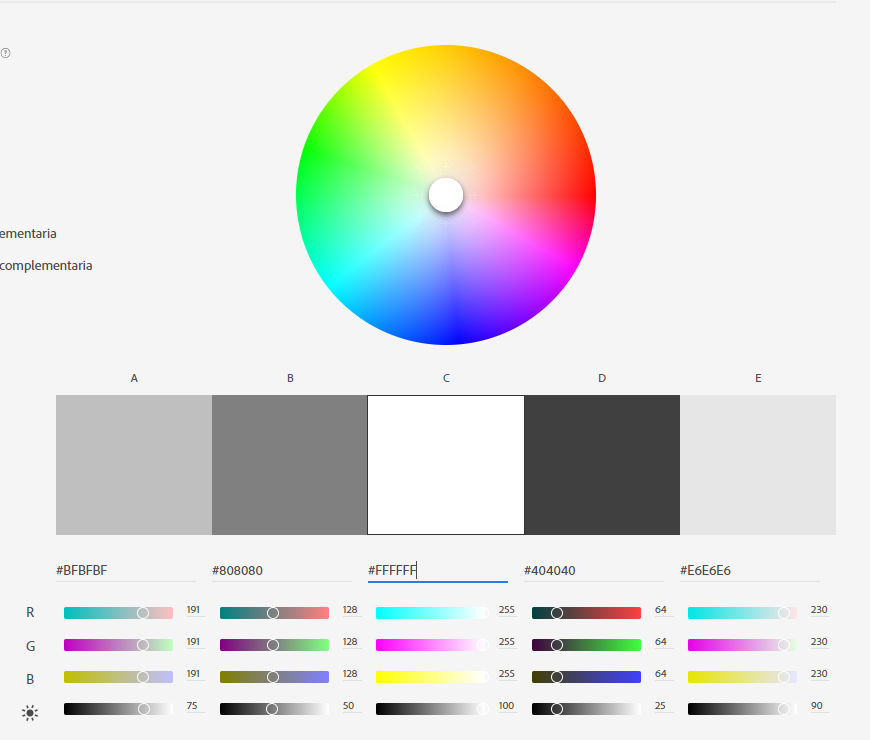 ?
ementaria
complementaria
A B C D E
#BFBFBF #808080 #FFFFFF #404040 #E6E6E6
R 191 128 255 64 230
G 191 128 255 64 230
B 191 128 255 64 230
75 50 100 25 90